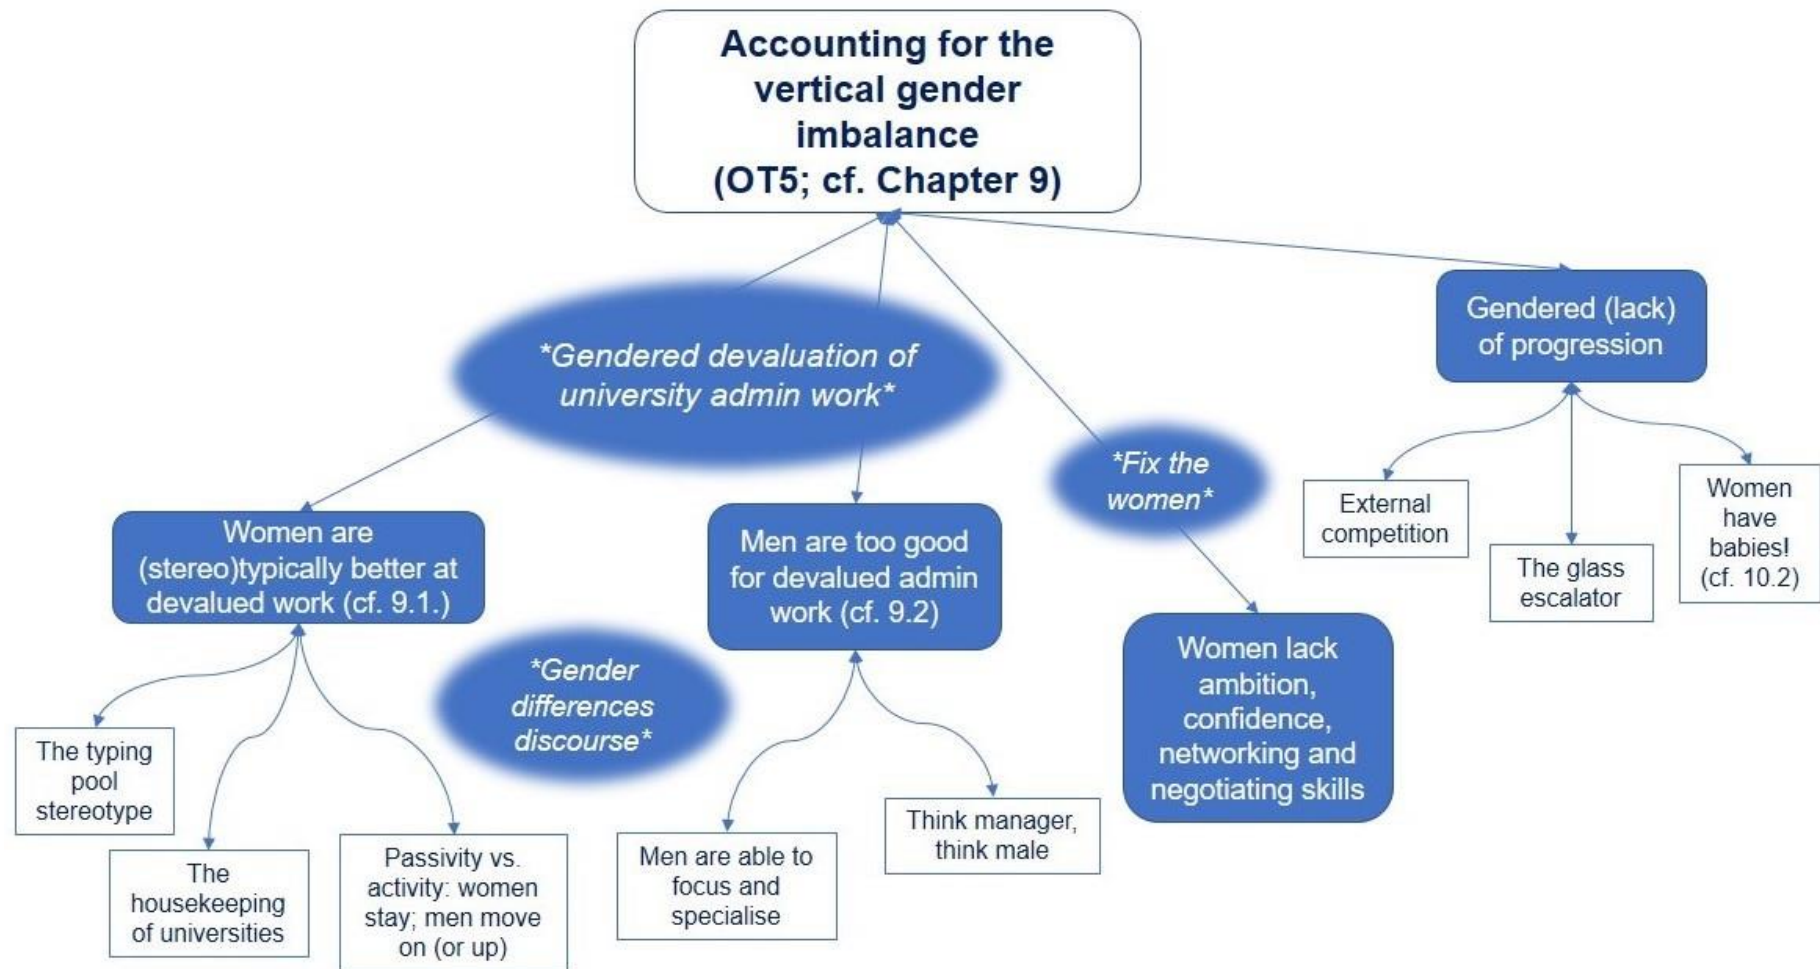 Accounting for the
vertical gender
imbalance
(OT5; cf. Chapter 9)
*Gendered devaluation of
university admin work*
Gendered (lack)
of progression
*Fix the
women*
External
competition
The glass
escalator
Women
have
babies!
(cf. 10.2)
Women are
(stereo)typically better at
devalued work (cf. 9.1.)
Men are too good
for devalued admin
work (cf. 9.2)
*Gender
differences
discourse*
Women lack
ambition,
confidence,
networking and
negotiating skills
The typing
pool
stereotype
The
housekeeping
of universities
Passivity vs.
activity: women
stay; men move
on (or up)
Men are able to
focus and
specialise
Think manager,
think male